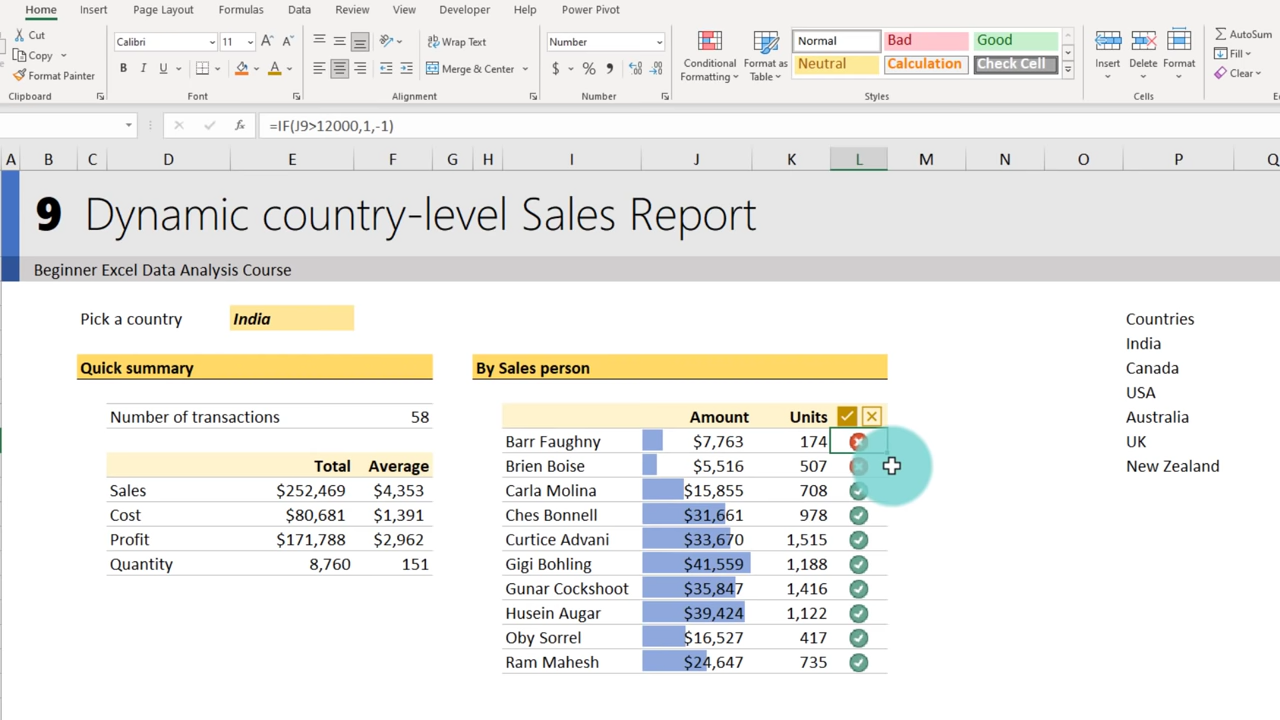 Home Insert Page Layout Formulas Data Review View Developer Help Power Pivot
Cut
Copy
Format Painter
Clipboard
Calibri 11
B I U A
Font
Wrap Text
Merge & Center
Alignment
Number
$ % 9
Number
Conditional
Formatting
Format as
Table
Normal Bad Good
Neutral Calculation Check Cell
Styles
Insert Delete Format
Cells
AutoSum
Fill
Clear
fx =IF(J9>12000,1,-1)
A B C D E F G H I J K L M N O P Q
9 Dynamic country-level Sales Report
Beginner Excel Data Analysis Course
Pick a country India Countries
India
Quick summary By Sales person Canada
USA
Number of transactions 58 Amount Units Australia
Barr Faughny $7,763 174 UK
Total Average Brien Boise $5,516 507 New Zealand
Sales $252,469 $4,353 Carla Molina $15,855 708
Cost $80,681 $1,391 Ches Bonnell $31,661 978
Profit $171,788 $2,962 Curtice Advani $33,670 1,515
Quantity 8,760 151 Gigi Bohling $41,559 1,188
Gunar Cockshoot $35,847 1,416
Husein Augar $39,424 1,122
Oby Sorrel $16,527 417
Ram Mahesh $24,647 735